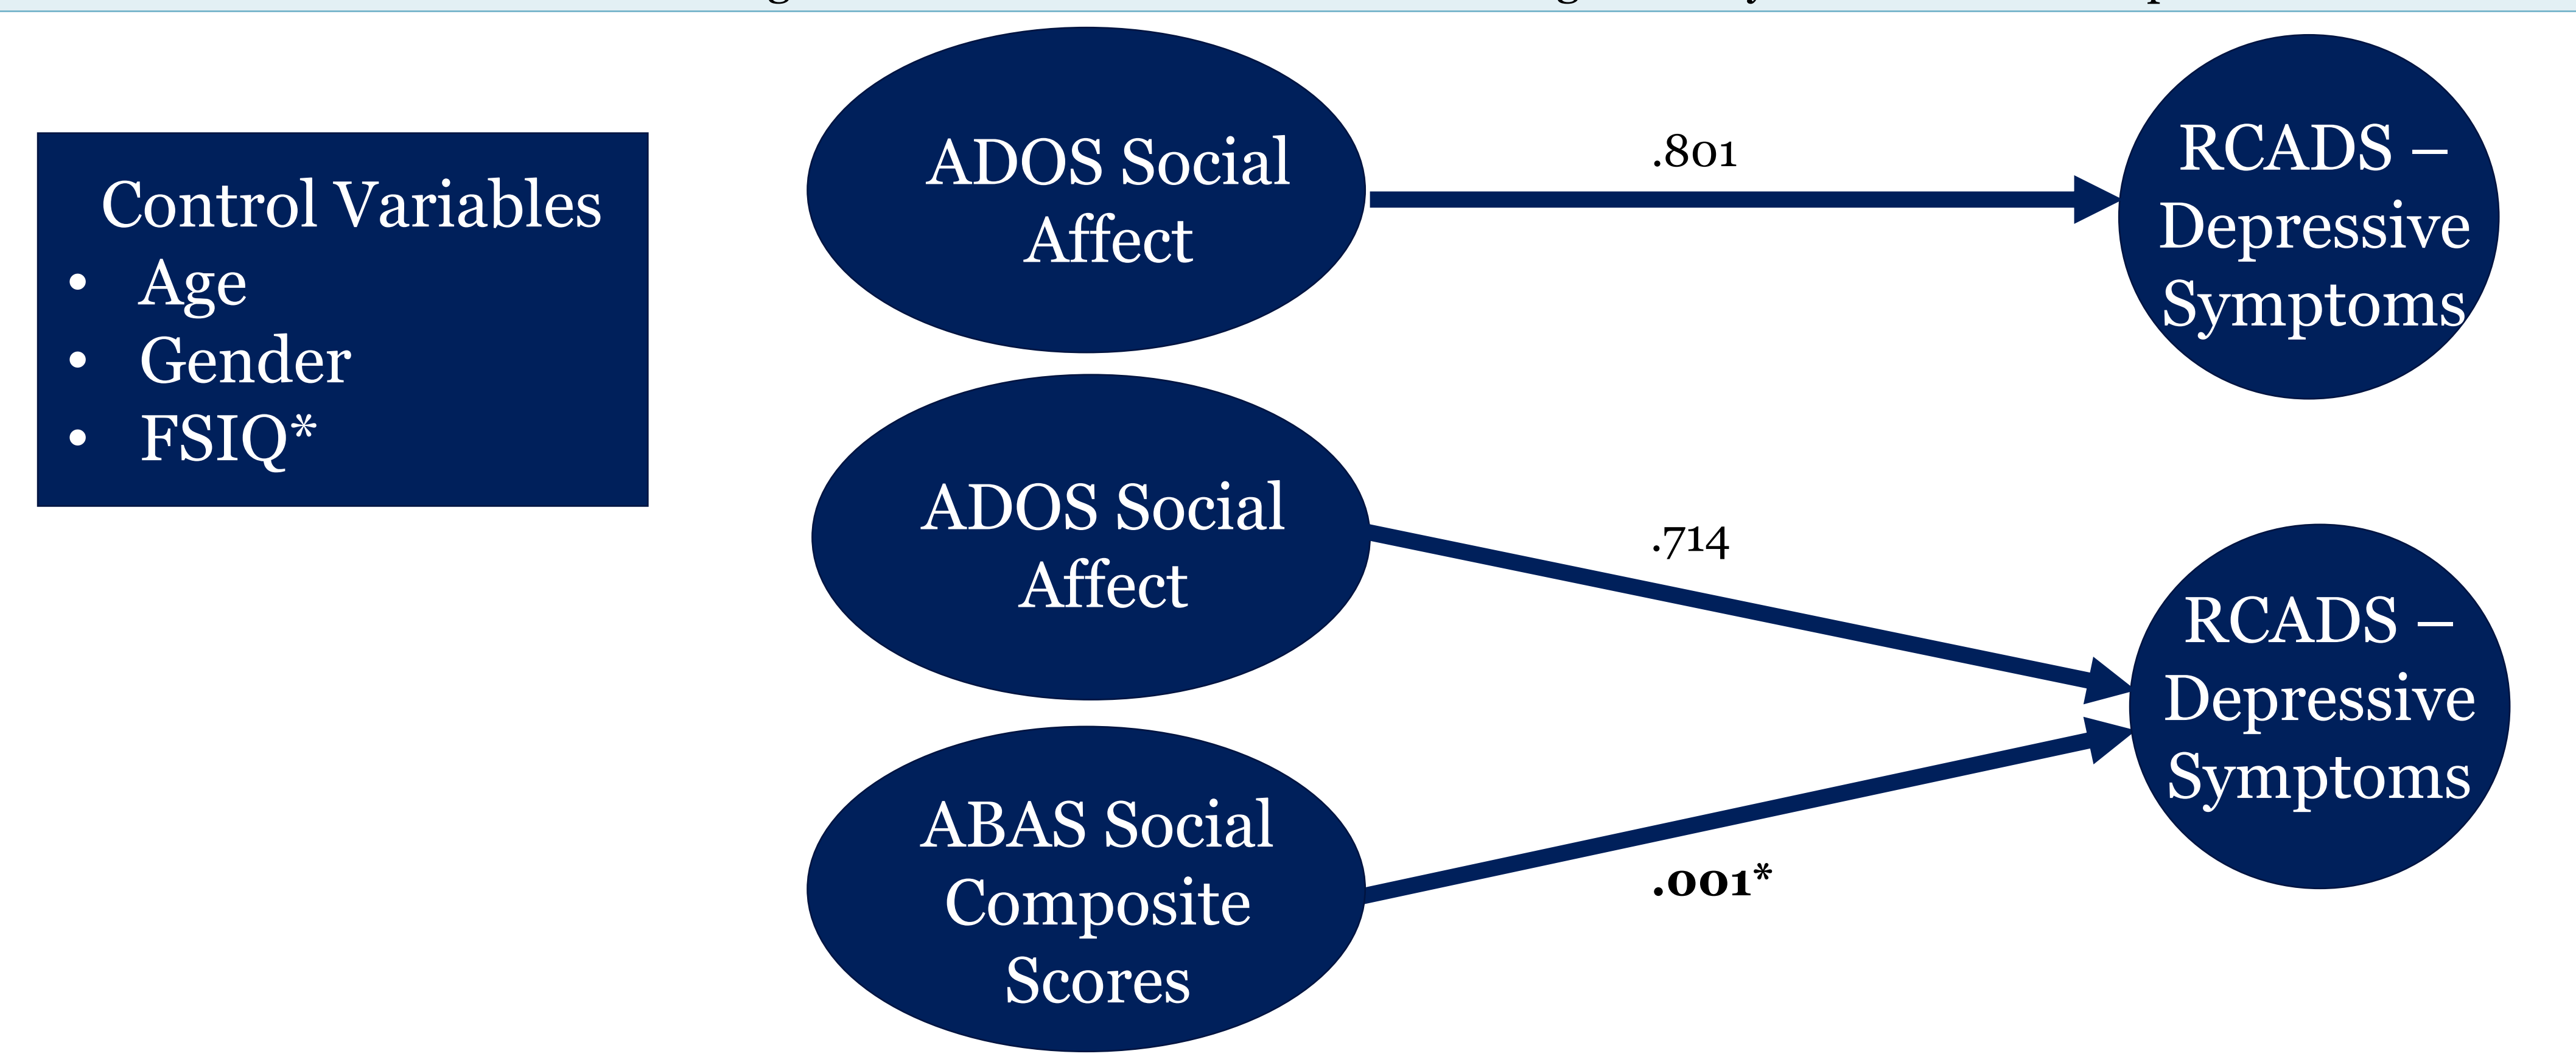 Control Variables
• Age
• Gender
• FSIQ*
ADOS Social
Affect
.801
RCADS –
Depressive
Symptoms
ADOS Social
Affect
.714
RCADS –
Depressive
Symptoms
ABAS Social
Composite
Scores
.001*